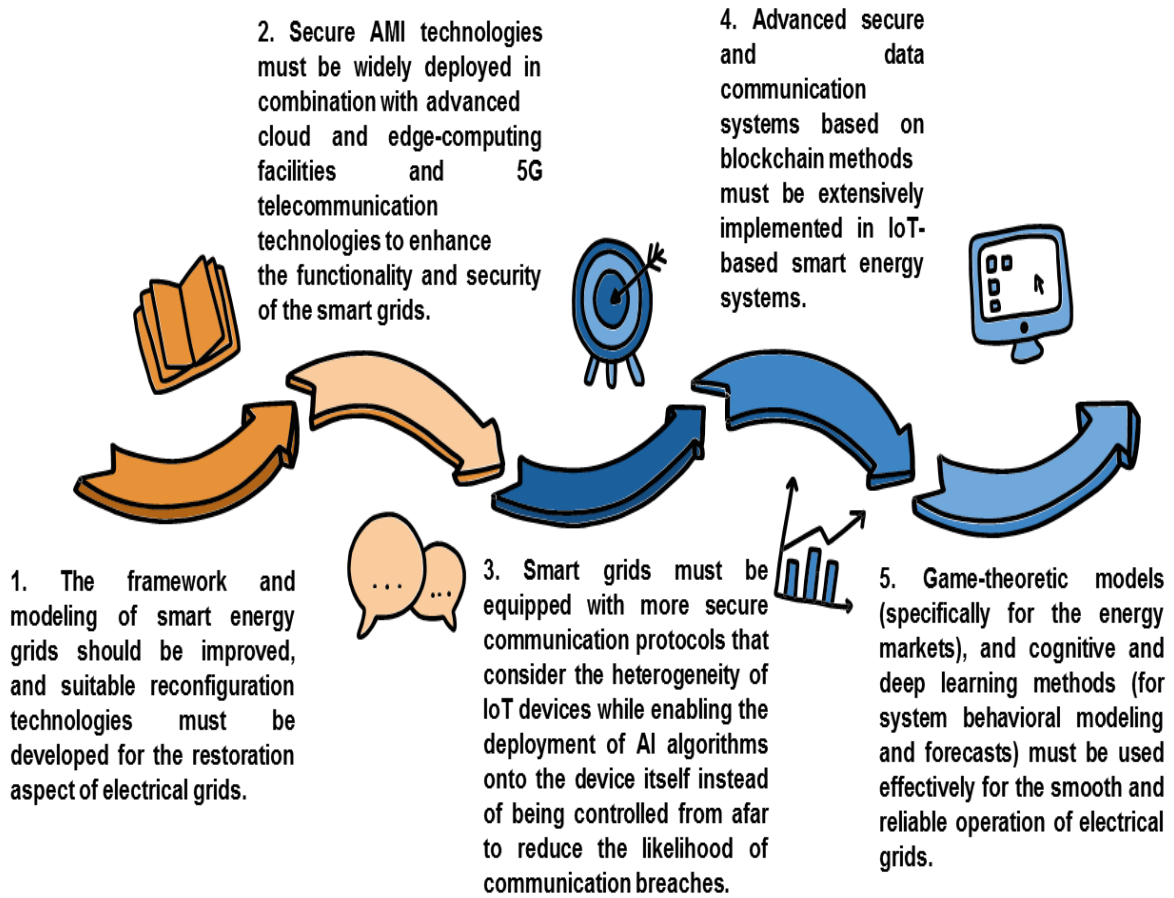 1. The framework and
modeling of smart energy
grids should be improved,
and suitable reconfiguration
technologies must be
developed for the restoration
aspect of electrical grids.
2. Secure AMI technologies
must be widely deployed in
combination with advanced
cloud and edge-computing
facilities and 5G
telecommunication
technologies to enhance
the functionality and security
of the smart grids.
3. Smart grids must be
equipped with more secure
communication protocols that
consider the heterogeneity of
IoT devices while enabling the
deployment of AI algorithms
onto the device itself instead
of being controlled from afar
to reduce the likelihood of
communication breaches.
4. Advanced secure
and data
communication
systems based on
blockchain methods
must be extensively
implemented in IoT-
based smart energy
systems.
5. Game-theoretic models
(specifically for the energy
markets), and cognitive and
deep learning methods (for
system behavioral modeling
and forecasts) must be used
effectively for the smooth and
reliable operation of electrical
grids.